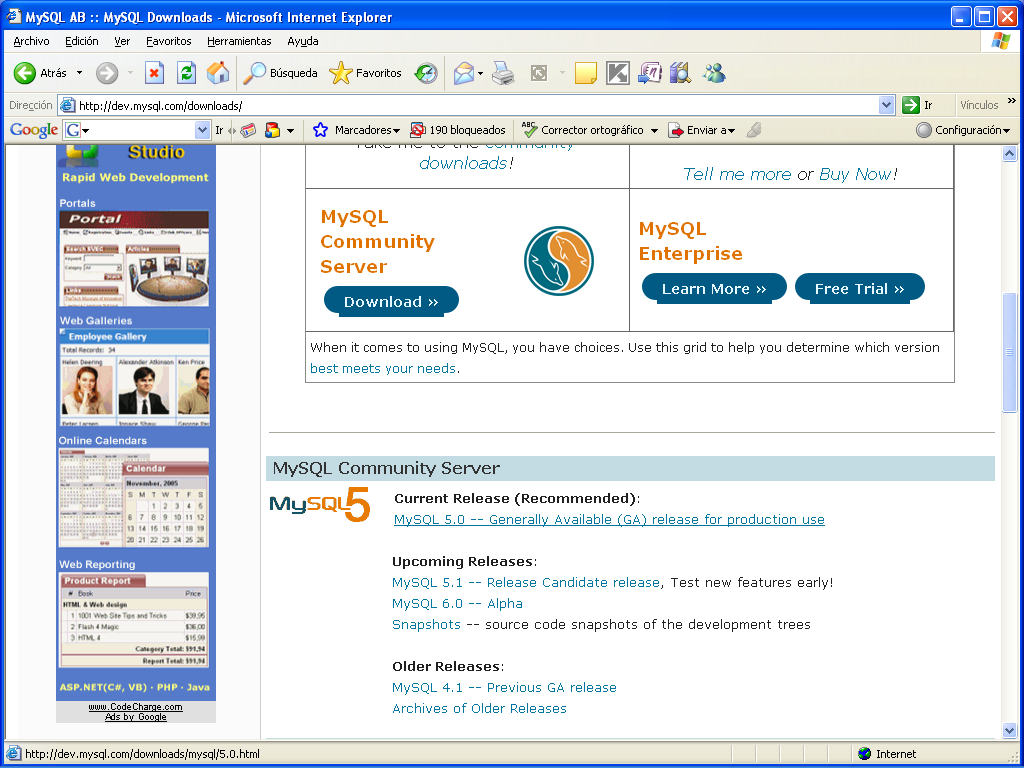 MySQL AB :: MySQL Downloads - Microsoft Internet Explorer
Archivo Edición Ver Favoritos Herramientas Ayuda
Atrás Búsqueda Favoritos
Dirección http://dev.mysql.com/downloads/ Ir Vínculos »
Google G Ir Marcadores 190 bloqueados ABC Corrector ortográfico Enviar a Configuración
Studio
Rapid Web Development
Portals
Portal
Search SVEC
Articles
Links
Web Galleries
Employee Gallery
Total Records: 34
Helen Deering Alexander Atkinson Ken Price
Online Calendars
Calendar
November, 2005
S M T W T F S
1 2 3 4 5
6 7 8 9 10 11 12
13 14 15 16 17 18 19
20 21 22 23 24 25 26
Web Reporting
Product Report
# Book Price
HTML & Web design
1 1001 Web Site Tips and Tricks $39,95
2 Flash 4 Magic $36,00
3 HTML 4 $15,99
Category Total: $91,94
Report Total: $91,94
ASP.NET(C#, VB) · PHP · Java
www.CodeCharge.com
Ads by Google
Take me to the community
downloads!
Tell me more or Buy Now!
MySQL
Community
Server
Download »
MySQL
Enterprise
Learn More »
Free Trial »
When it comes to using MySQL, you have choices. Use this grid to help you determine which version
best meets your needs.
MySQL Community Server
MySQL 5
Current Release (Recommended):
MySQL 5.0 -- Generally Available (GA) release for production use
Upcoming Releases:
MySQL 5.1 -- Release Candidate release, Test new features early!
MySQL 6.0 -- Alpha
Snapshots -- source code snapshots of the development trees
Older Releases:
MySQL 4.1 -- Previous GA release
Archives of Older Releases
http://dev.mysql.com/downloads/mysql/5.0.html
Internet